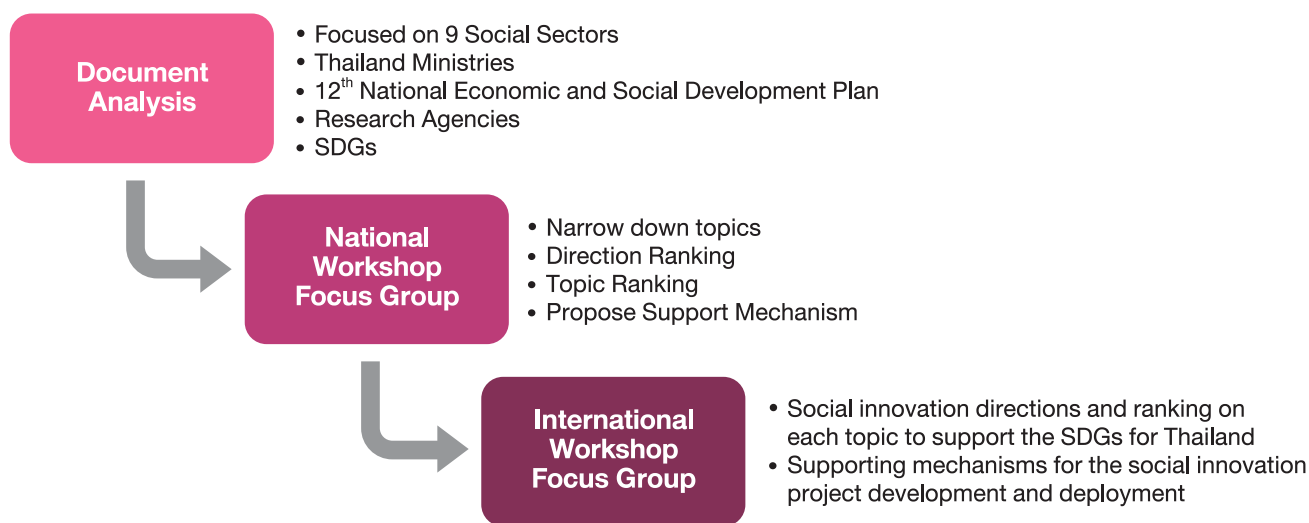 Document
Analysis
• Focused on 9 Social Sectors
• Thailand Ministries
• 12th National Economic and Social Development Plan
• Research Agencies
• SDGs
National
Workshop
Focus Group
• Narrow down topics
• Direction Ranking
• Topic Ranking
• Propose Support Mechanism
International
Workshop
Focus Group
• Social innovation directions and ranking on
each topic to support the SDGs for Thailand
• Supporting mechanisms for the social innovation
project development and deployment